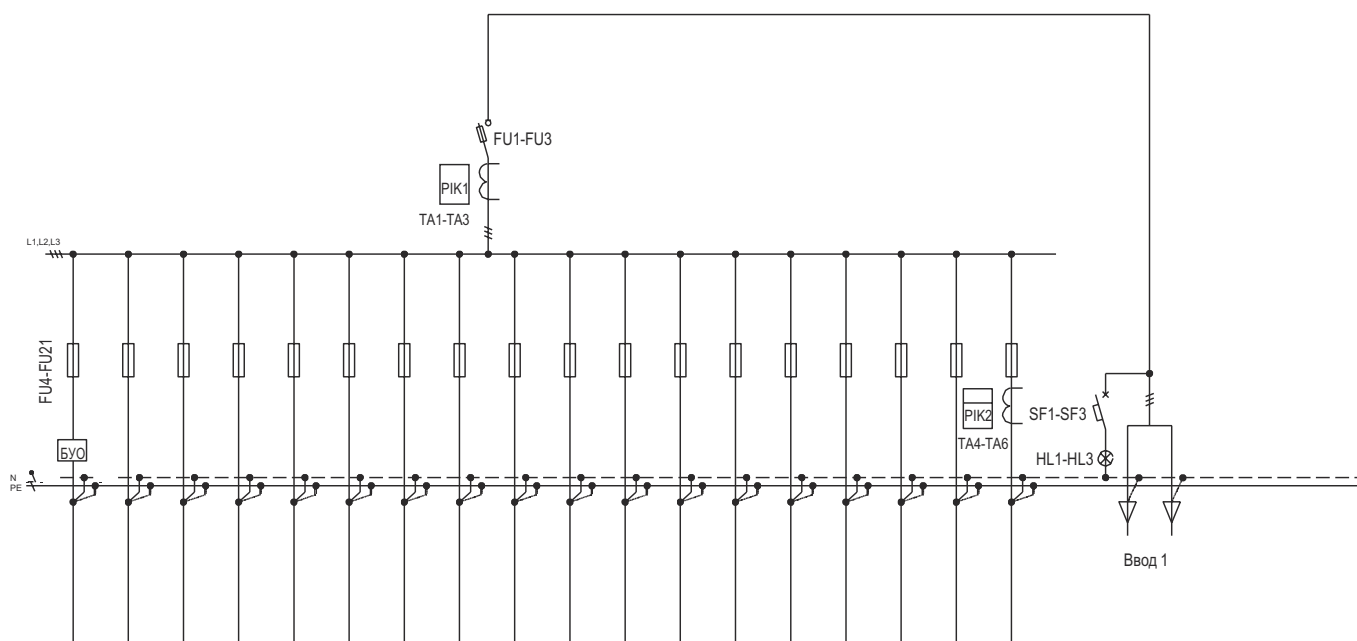 FU1-FU3
PIK1
TA1-TA3
L1,L2,L3
FU4-FU21
PIK2
SF1-SF3
TA4-TA6
БУО
HL1-HL3
N
PE
Ввод 1